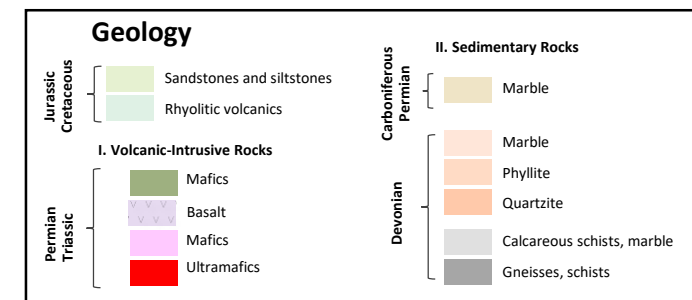 Geology
Jurassic
Cretaceous
Sandstones and siltstones
Rhyolitic volcanics
I. Volcanic-Intrusive Rocks
Permian
Triassic
Mafics
Basalt
Mafics
Ultramafics
II. Sedimentary Rocks
Carboniferous
Permian
Marble
Devonian
Marble
Phyllite
Quartzite
Calcareous schists, marble
Gneisses, schists